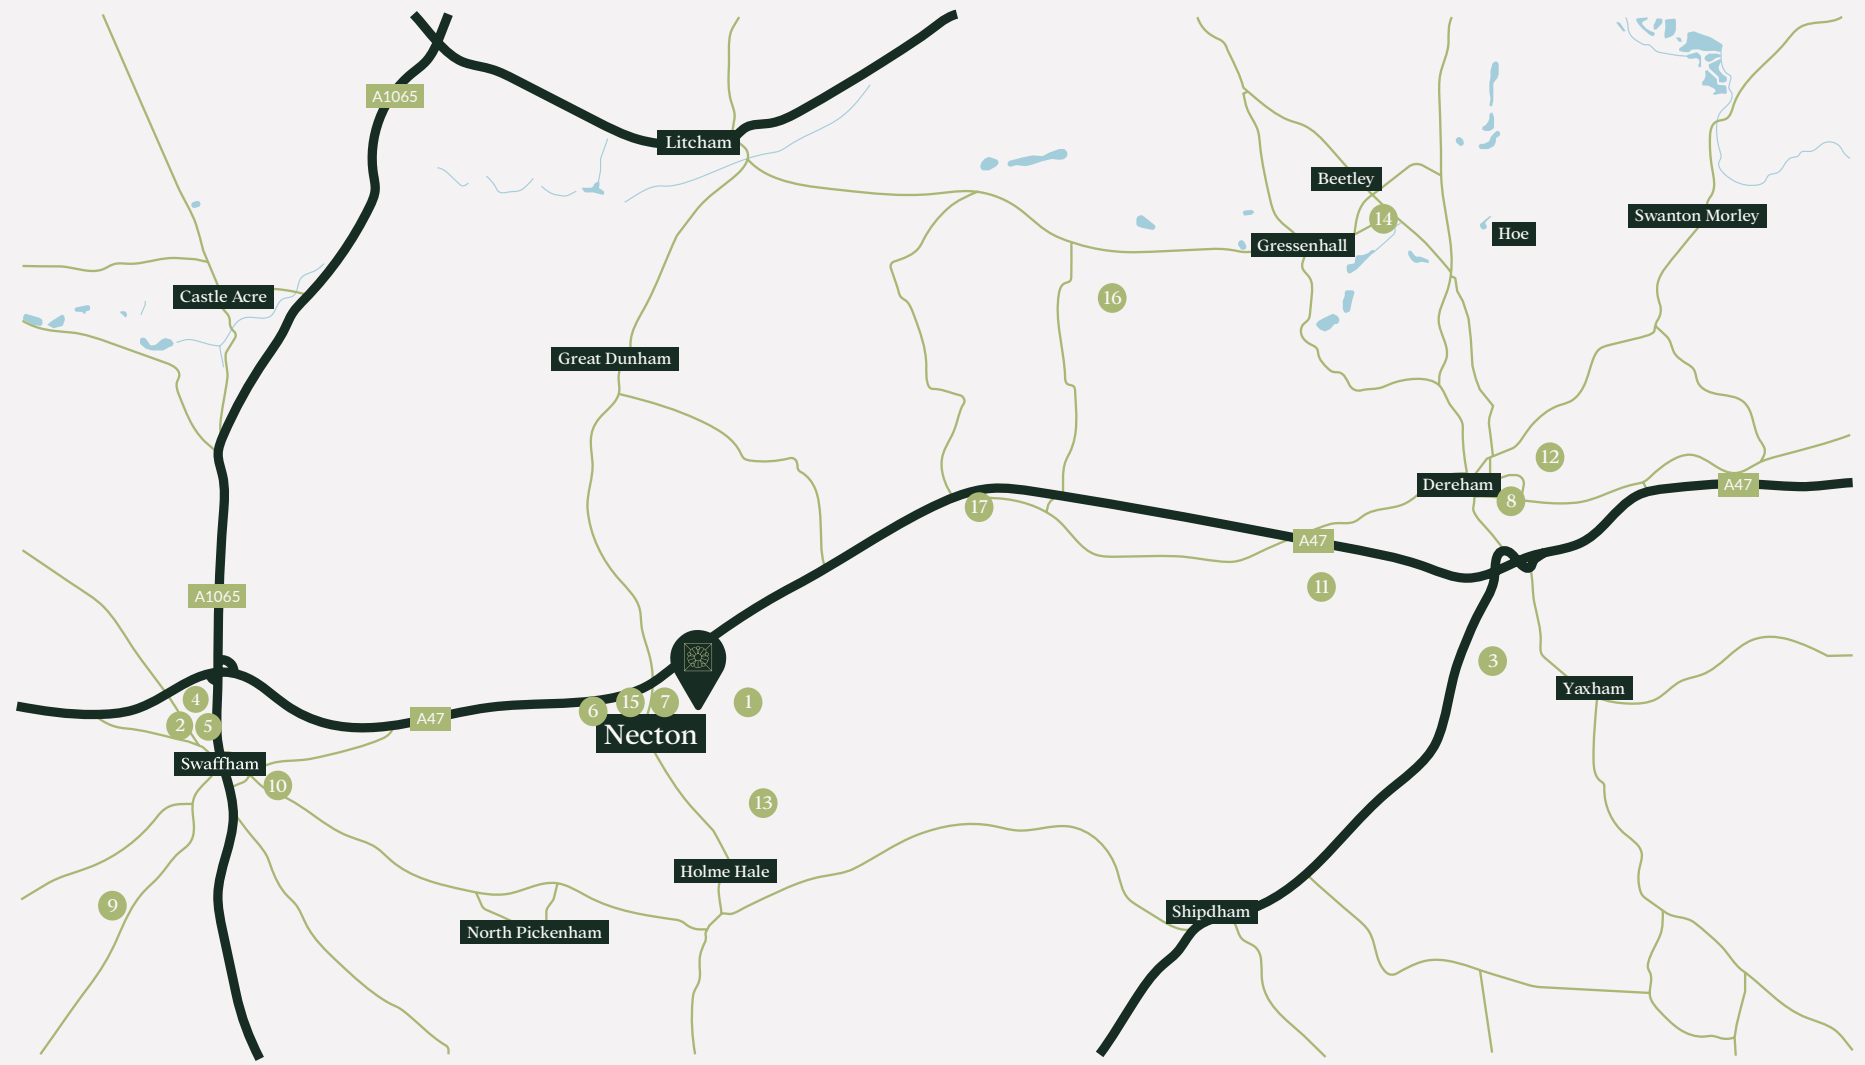 A1065
Litcham
Beetley
14
Swanton Morley
Hoe
Gressenhall
Castle Acre
16
Great Dunham
12
Dereham
A47
8
17
A47
11
A1065
3
Yaxham
4
15
7
1
6
A47
2
5
Necton
Swaffham
10
13
Holme Hale
9
Shipdham
North Pickenham